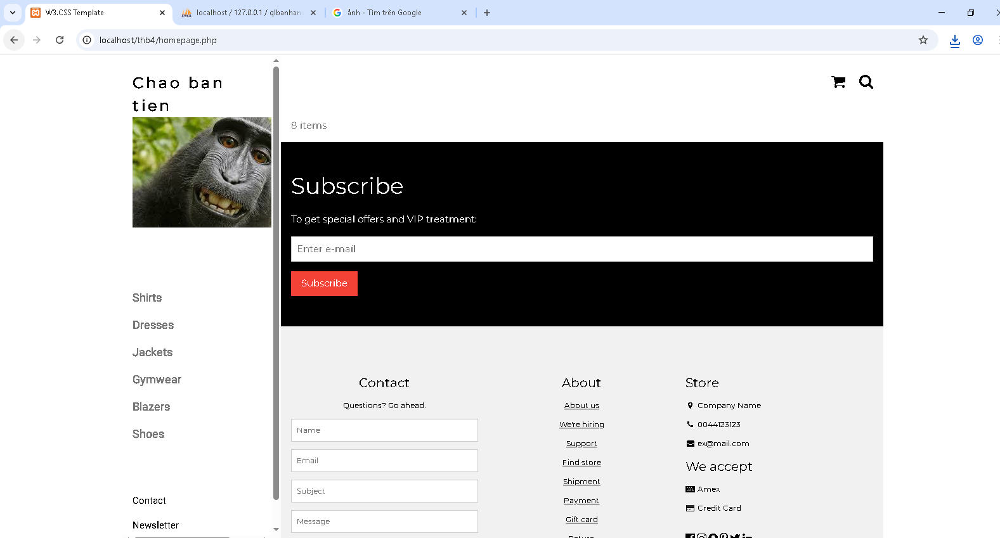 W3.CSS Template
localhost / 127.0.0.1 / qlbanhan
ảnh - Tìm trên Google
localhost/thb4/homepage.php
Chao ban
tien
8 items
Subscribe
To get special offers and VIP treatment:
Enter e-mail
Subscribe
Shirts
Dresses
Jackets
Gymwear
Blazers
Shoes
Contact
Newsletter
Contact
Questions? Go ahead.
Name
Email
Subject
Message
About
About us
We're hiring
Support
Find store
Shipment
Payment
Gift card
Return
Store
Company Name
0044123123
ex@mail.com
We accept
Amex
Credit Card